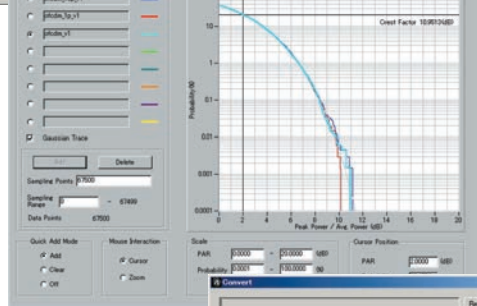 Crest Factor 10.9913(dB)
10
1
0.1
0.01
0.001
0.0001
Probability(%)
0 2 4 6 8 10 12 14 16 18 20
Peak Power / Avg. Power (dB)
Gaussian Trace
Delete
Sampling Points 67500
Sampling Range 0 - 67499
Data Points 67500
Quick Add Mode
Add
Clear
Off
Mouse Interaction
Cursor
Zoom
Scale
PAR 0.0000 - 20.0000 (dB)
Probability 0.0001 - 100.0000 (%)
Cursor Position
PAR 2.0000 (dB)
Convert